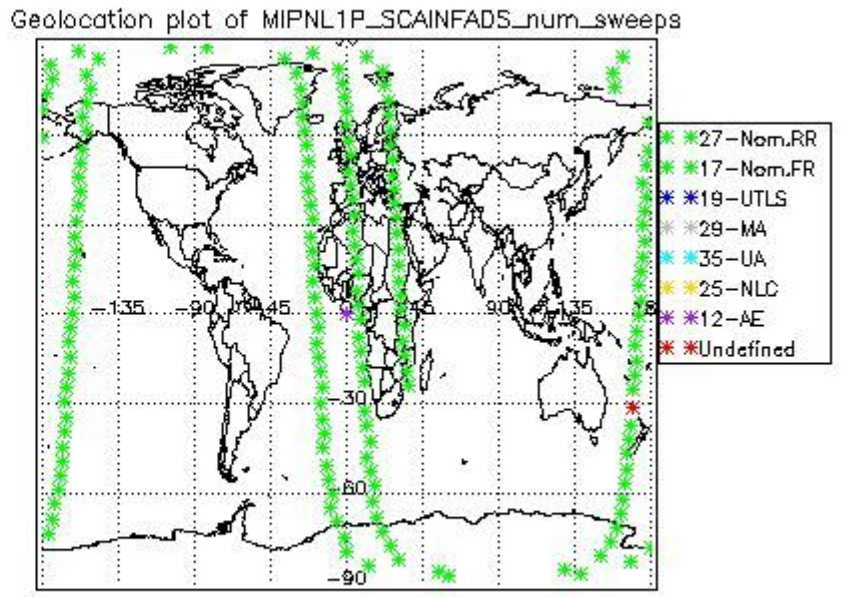 Geolocation plot of MIPNL1P_SCAINFADS_num_sweeps
27-Nom.RR
17-Nom.FR
19-UTLS
29-MA
35-UA
25-NLC
-135 -90 -45 45 90 135 18
12-AE
Undefined
-30
-60
-90